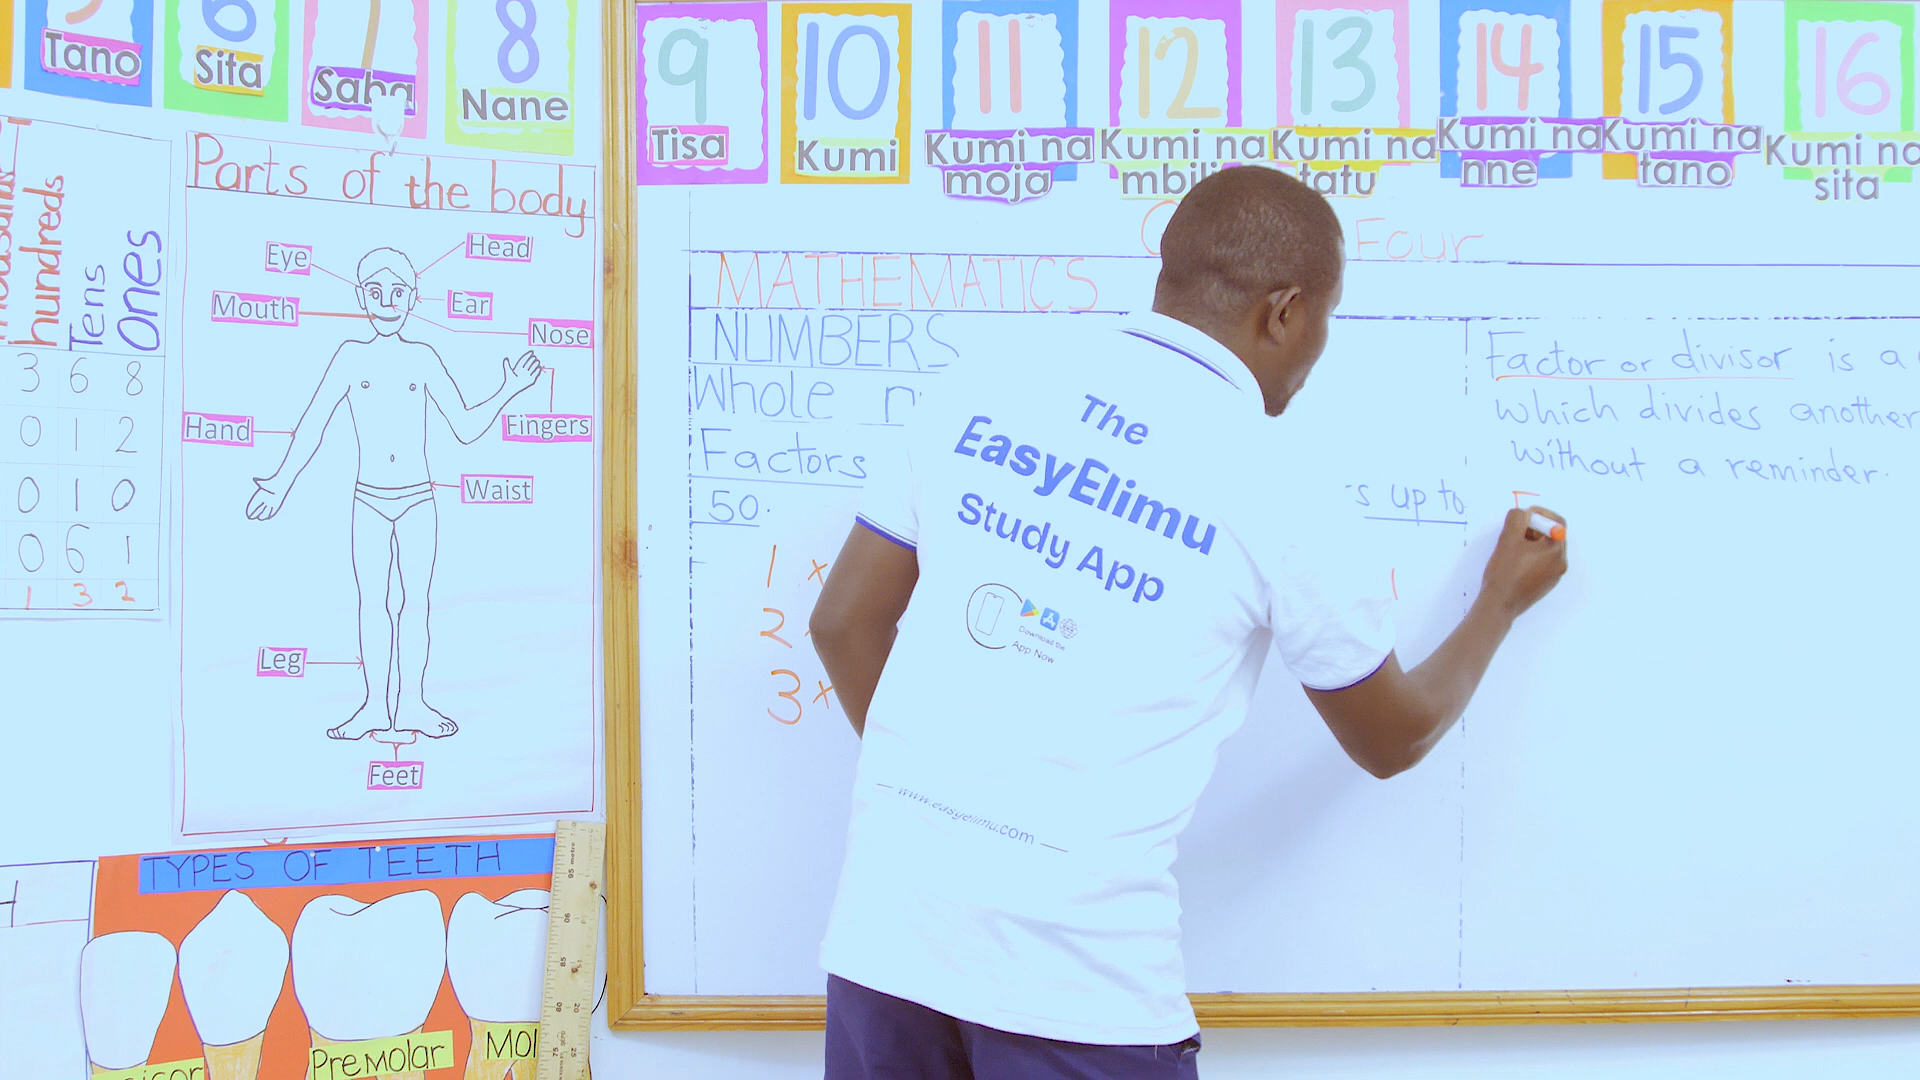 Tano
6
Sita
7
Saba
8
Nane
9
Tisa
10
Kumi
11
Kumi na
moja
12
Kumi na
13
Kumi na
tatu
14
Kumi na
nne
15
Kumi na
tano
16
Kumi na
sita
hundreds
Tens
Ones
3 6 8
0 1 2
0 1 0
0 6 1
1 3 2
Parts of the body
Eye
Head
Mouth
Ear
Nose
Hand
Fingers
Waist
Leg
Feet
TYPES OF TEETH
Premolar
Four
MATHEMATICS
NUMBERS
Whole
Factors
up to
50.
1 ×
2
3 ×
1
Factor or divisor is a
which divides another
without a reminder.
The
EasyElimu
Study App
Download the
App Now
www.easyelimu.com